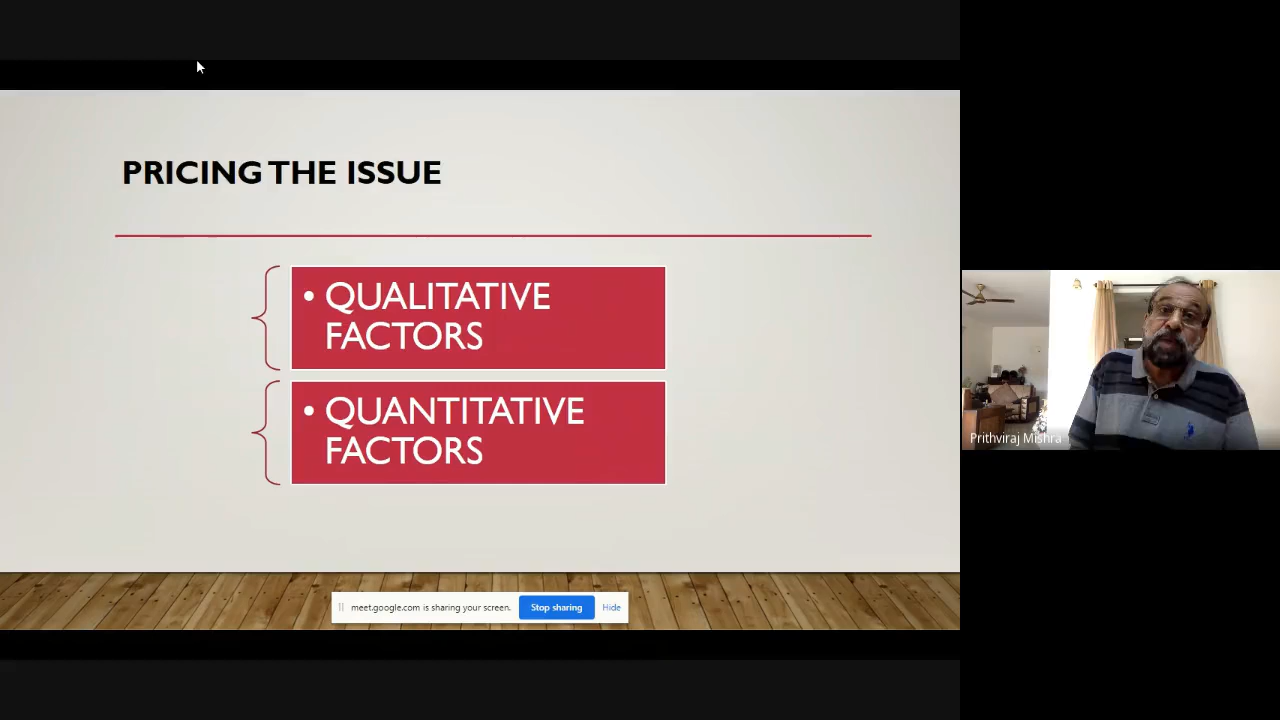 PRICING THE ISSUE
• QUALITATIVE
FACTORS
• QUANTITATIVE
FACTORS
Prithviraj Mishra
meet.google.com is sharing your screen.
Stop sharing
Hide